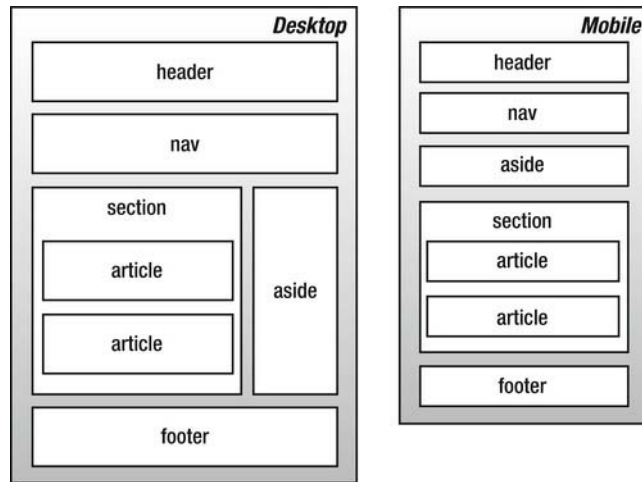 Desktop
header
nav
section
article
article
aside
footer
Mobile
header
nav
aside
section
article
article
footer